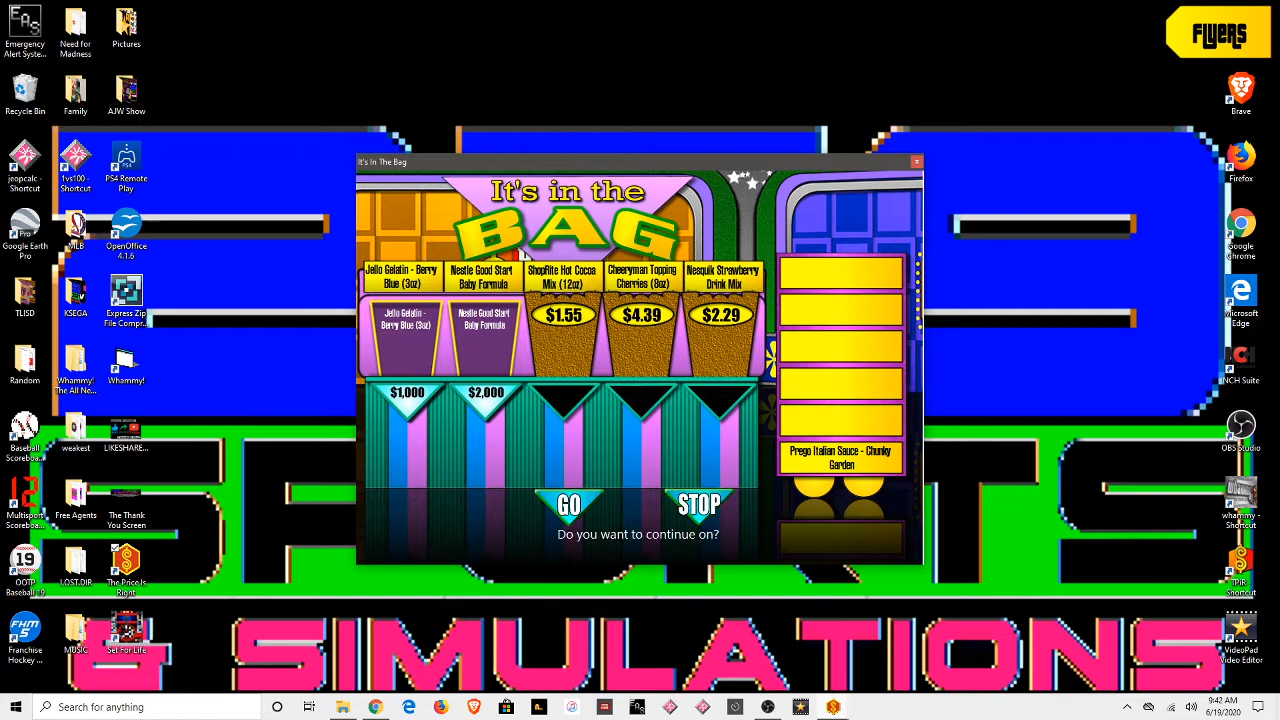 Emergency
Alert Syste...
Need for
Madness
Pictures
FLYERS
Recycle Bin
Family
AJW Show
Brave
jeopcalc -
Shortcut
1vs100 -
Shortcut
PS4 Remote
Play
Firefox
Google Earth
Pro
MLB
OpenOffice
4.1.6
Google
Chrome
TLISD
KSEGA
Express Zip
File Compr...
Microsoft
Edge
Random
Whammy!
The All Ne...
Whammy!
NCH Suite
Baseball
Scoreboa...
weakest
LIKESHARE...
OBS Studio
Multisport
Scoreboa...
Free Agents
The Thank
You Screen
whammy -
Shortcut
OOTP
Baseball 19
LOST.DIR
The Price Is
Right
TPiR
Shortcut
Franchise
Hockey ...
MUSIC
Set For Life
VideoPad
Video Editor
It's In The Bag
It's in the
BAG
Jello Gelatin - Berry
Blue (3oz)
Nestle Good Start
Baby Formula
ShopRite Hot Cocoa
Mix (12oz)
Cheeryman Topping
Cherries (8oz)
Nesquik Strawberry
Drink Mix
Jello Gelatin -
Berry Blue (3oz)
Nestle Good Start
Baby Formula
$1.55
$4.39
$2.29
$1,000
$2,000
Prego Italian Sauce - Chunky
Garden
GO
STOP
Do you want to continue on?
SPORTS
& SIMULATIONS
Search for anything
9:42 AM
6/19/2020